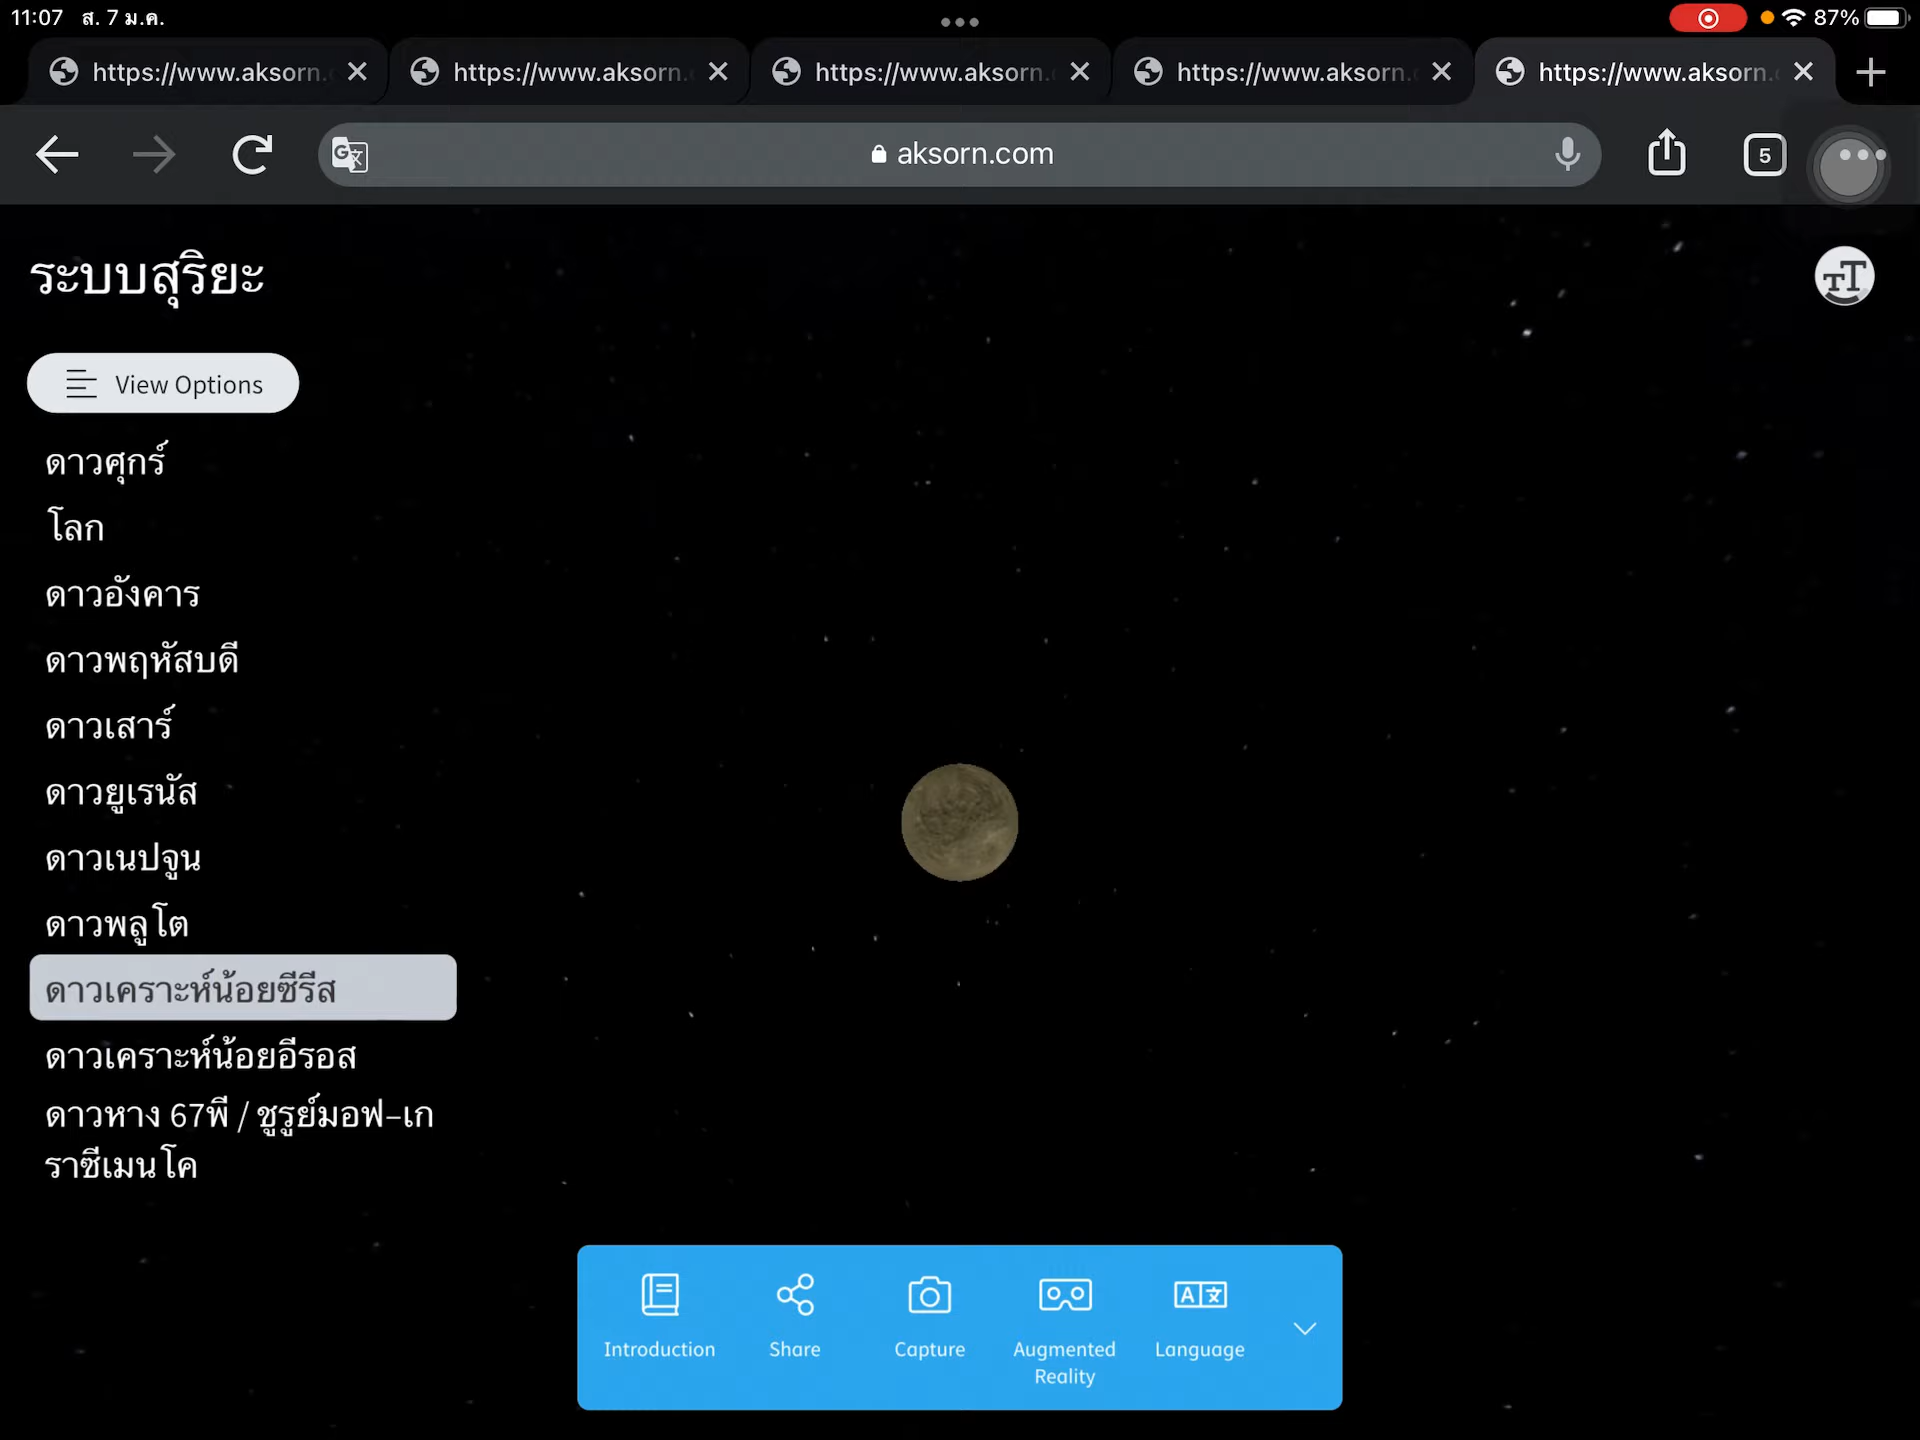 11:07 ส. 7 ม.ค. 87%
https://www.aksorn. https://www.aksorn. https://www.aksorn. https://www.aksorn. https://www.aksorn.
aksorn.com 5
ระบบสุริยะ
View Options
ดาวศุกร์
โลก
ดาวอังคาร
ดาวพฤหัสบดี
ดาวเสาร์
ดาวยูเรนัส
ดาวเนปจูน
ดาวพลูโต
ดาวเคราะห์น้อยซีรีส
ดาวเคราะห์น้อยอีรอส
ดาวหาง 67พี / ชูรูย์มอฟ–เก
ราซีเมนโค
Introduction Share Capture Augmented Language
Reality